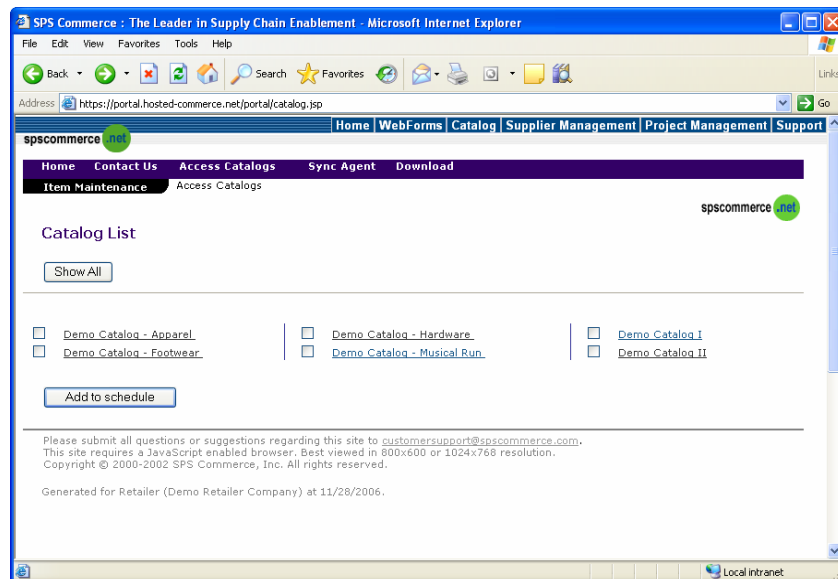 SPS Commerce : The Leader in Supply Chain Enablement - Microsoft Internet Explorer
File Edit View Favorites Tools Help
Back Search Favorites Links
Address https://portal.hosted-commerce.net/portal/catalog.jsp Go
Home | WebForms | Catalog | Supplier Management | Project Management | Support
spscommerce .net
Home Contact Us Access Catalogs Sync Agent Download
Item Maintenance Access Catalogs
spscommerce .net
Catalog List
Show All
Demo Catalog - Apparel Demo Catalog - Hardware Demo Catalog I
Demo Catalog - Footwear Demo Catalog - Musical Run Demo Catalog II
Add to schedule
Please submit all questions or suggestions regarding this site to customersupport@spscommerce.com.
This site requires a JavaScript enabled browser. Best viewed in 800x600 or 1024x768 resolution.
Copyright © 2000-2002 SPS Commerce, Inc. All rights reserved.
Generated for Retailer (Demo Retailer Company) at 11/28/2006.
Local intranet